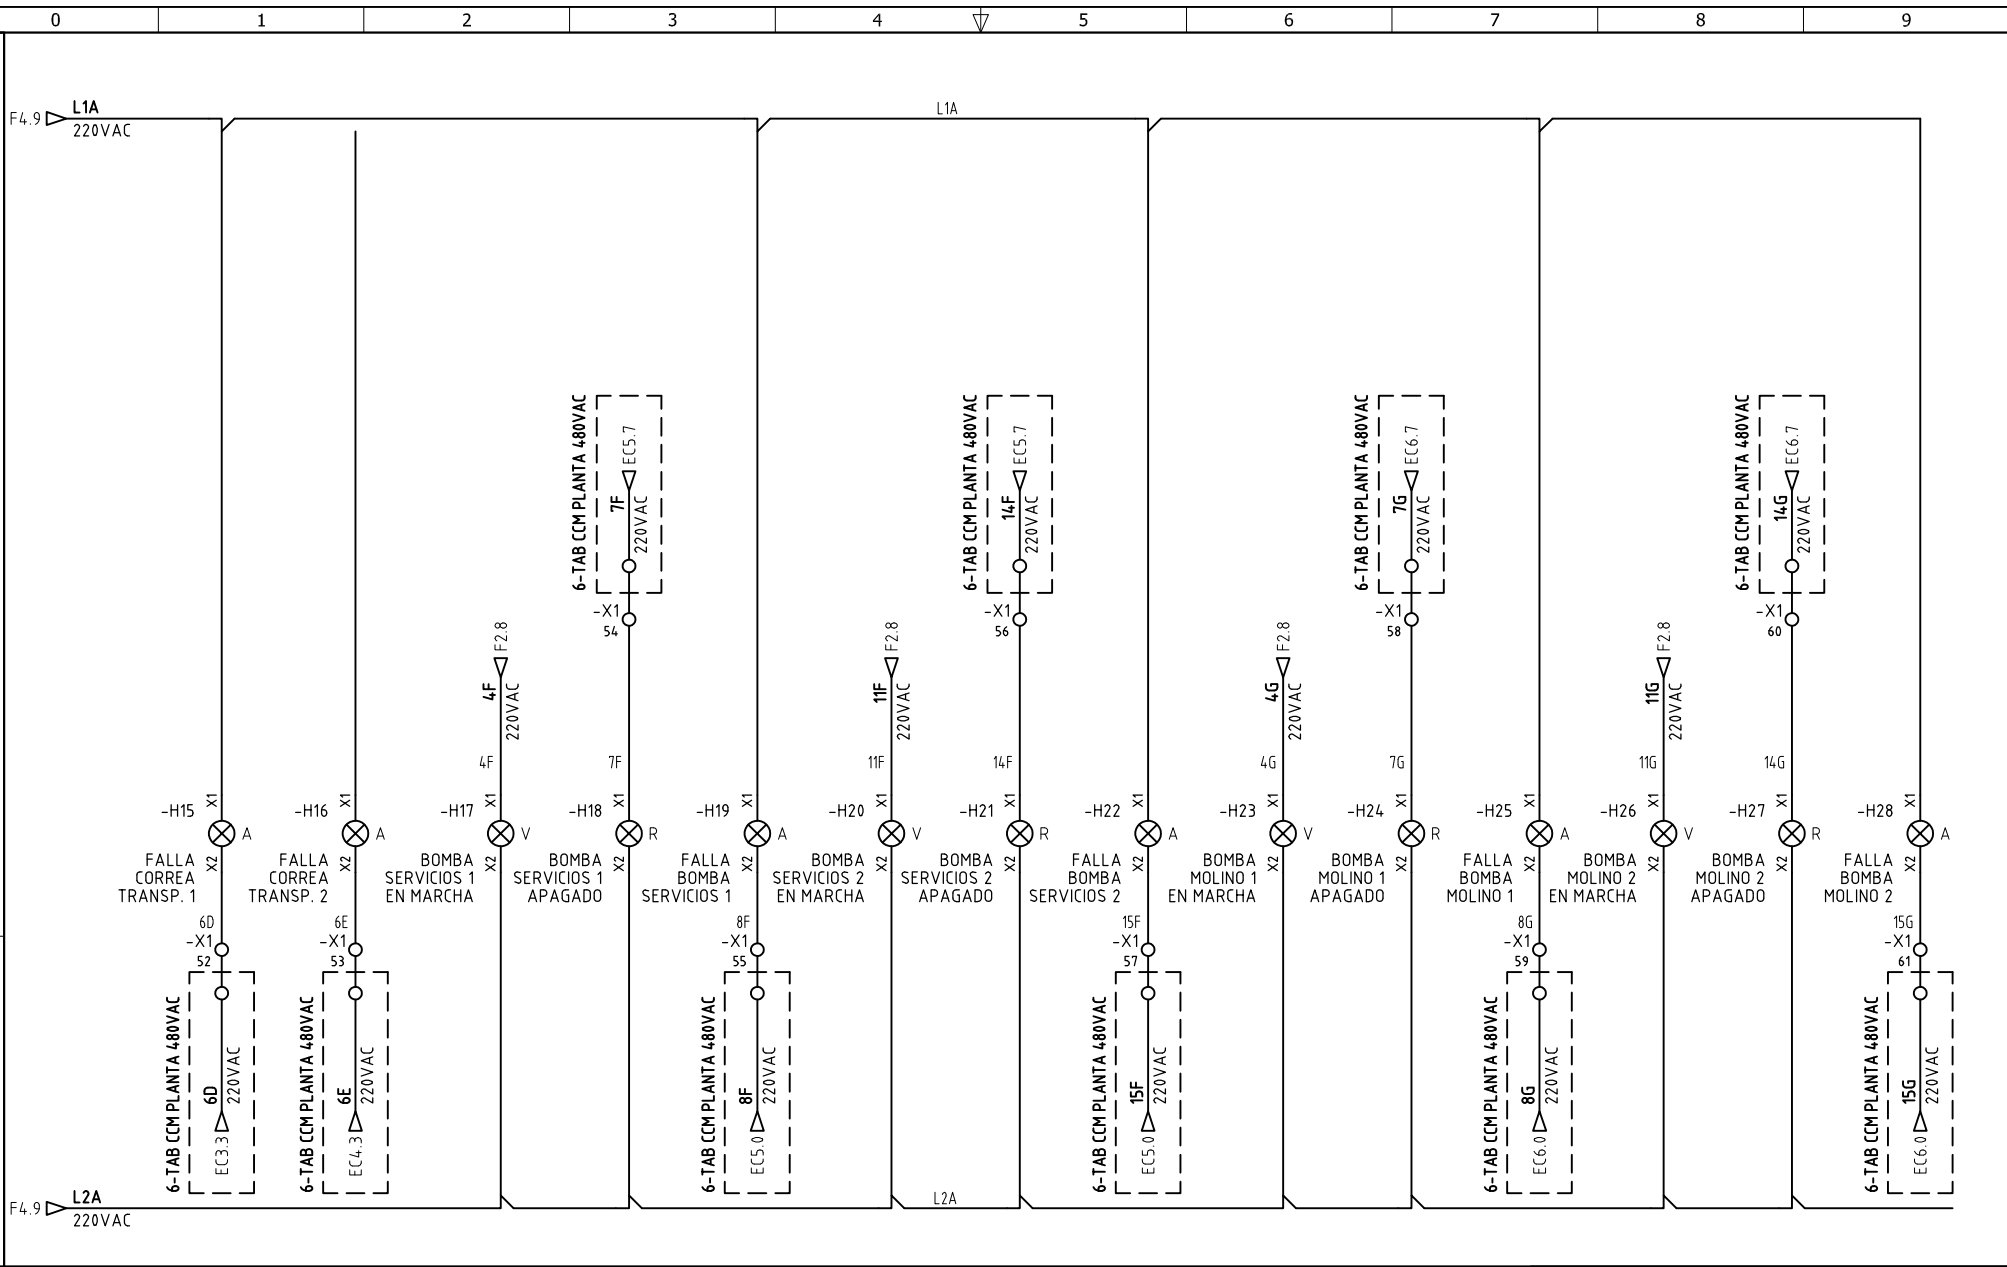 0 1 2 3 4 5 6 7 8 9
F4.9 L1A
220VAC
L1A
6-TAB CCM PLANTA 480VAC
EC5.7
7F
220VAC
-X1
54
6-TAB CCM PLANTA 480VAC
EC5.7
14F
220VAC
-X1
56
6-TAB CCM PLANTA 480VAC
EC6.7
7G
220VAC
-X1
58
6-TAB CCM PLANTA 480VAC
EC6.7
14G
220VAC
-X1
60
F2.8
4F
220VAC
F2.8
11F
220VAC
F2.8
4G
220VAC
F2.8
11G
220VAC
4F 7F 11F 14F 4G 7G 11G 14G
-H15 X1
A
X2
FALLA
CORREA
TRANSP. 1
-H16 X1
A
X2
FALLA
CORREA
TRANSP. 2
-H17 X1
V
X2
BOMBA
SERVICIOS 1
EN MARCHA
-H18 X1
R
X2
BOMBA
SERVICIOS 1
APAGADO
-H19 X1
A
X2
FALLA
BOMBA
SERVICIOS 1
-H20 X1
V
X2
BOMBA
SERVICIOS 2
EN MARCHA
-H21 X1
R
X2
BOMBA
SERVICIOS 2
APAGADO
-H22 X1
A
X2
FALLA
BOMBA
SERVICIOS 2
-H23 X1
V
X2
BOMBA
MOLINO 1
EN MARCHA
-H24 X1
R
X2
BOMBA
MOLINO 1
APAGADO
-H25 X1
A
X2
FALLA
BOMBA
MOLINO 1
-H26 X1
V
X2
BOMBA
MOLINO 2
EN MARCHA
-H27 X1
R
X2
BOMBA
MOLINO 2
APAGADO
-H28 X1
A
X2
FALLA
BOMBA
MOLINO 2
6D
-X1
52
6-TAB CCM PLANTA 480VAC
6D
220VAC
EC3.3
6E
-X1
53
6-TAB CCM PLANTA 480VAC
6E
220VAC
EC4.3
8F
-X1
55
6-TAB CCM PLANTA 480VAC
8F
220VAC
EC5.0
15F
-X1
57
6-TAB CCM PLANTA 480VAC
15F
220VAC
EC5.0
8G
-X1
59
6-TAB CCM PLANTA 480VAC
8G
220VAC
EC6.0
15G
-X1
61
6-TAB CCM PLANTA 480VAC
15G
220VAC
EC6.0
F4.9 L2A
220VAC
L2A